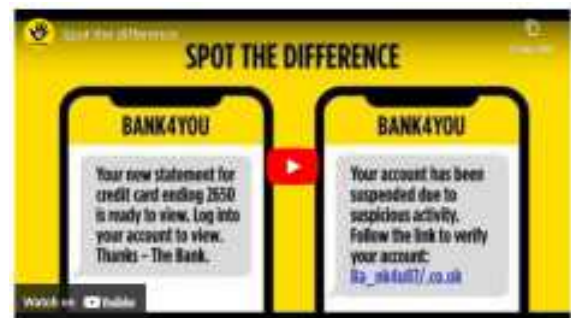 Spot the difference
SPOT THE DIFFERENCE
BANK4YOU
Your new statement for
credit card ending 2650
is ready to view. Log into
your account to view.
Thanks – The Bank.
BANK4YOU
Your account has been
suspended due to
suspicious activity.
Follow the link to verify
your account:
Watch on YouTube